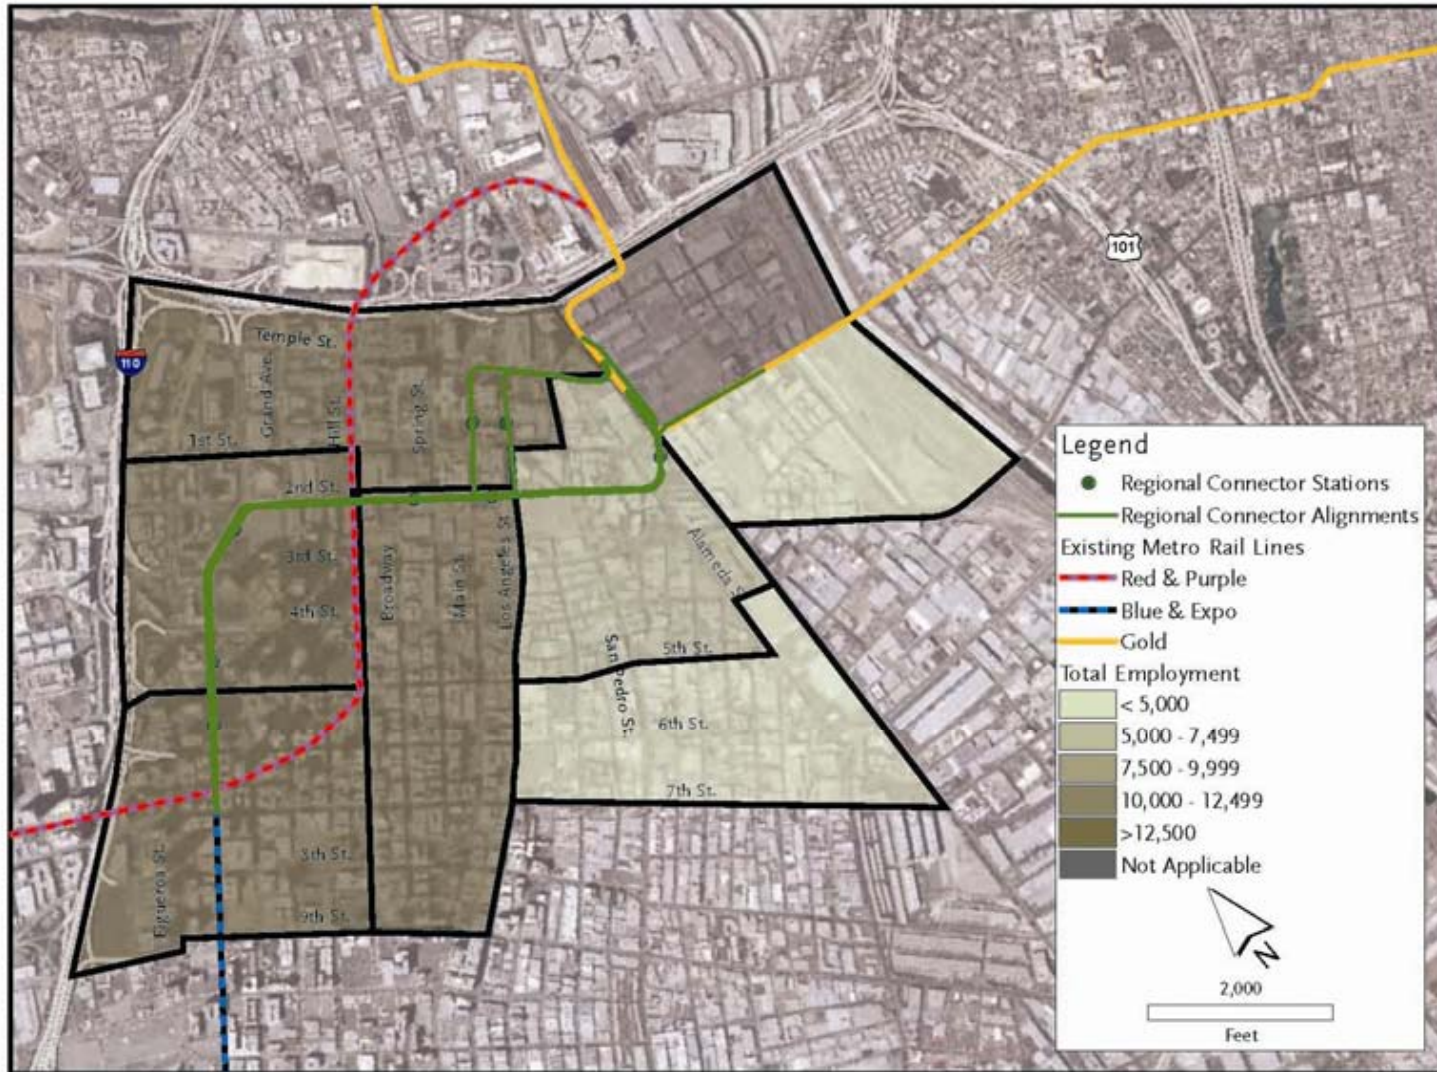 101
110
Temple St.
Grand Ave.
Hill St.
Spring St.
1st St.
2nd St.
3rd St.
4th St.
Broadway
Main St.
Los Angeles St.
Alameda St.
San Pedro St.
5th St.
6th St.
7th St.
8th St.
9th St.
Figueroa St.
Legend
Regional Connector Stations
Regional Connector Alignments
Existing Metro Rail Lines
Red & Purple
Blue & Expo
Gold
Total Employment
< 5,000
5,000 - 7,499
7,500 - 9,999
10,000 - 12,499
>12,500
Not Applicable
N
2,000
Feet